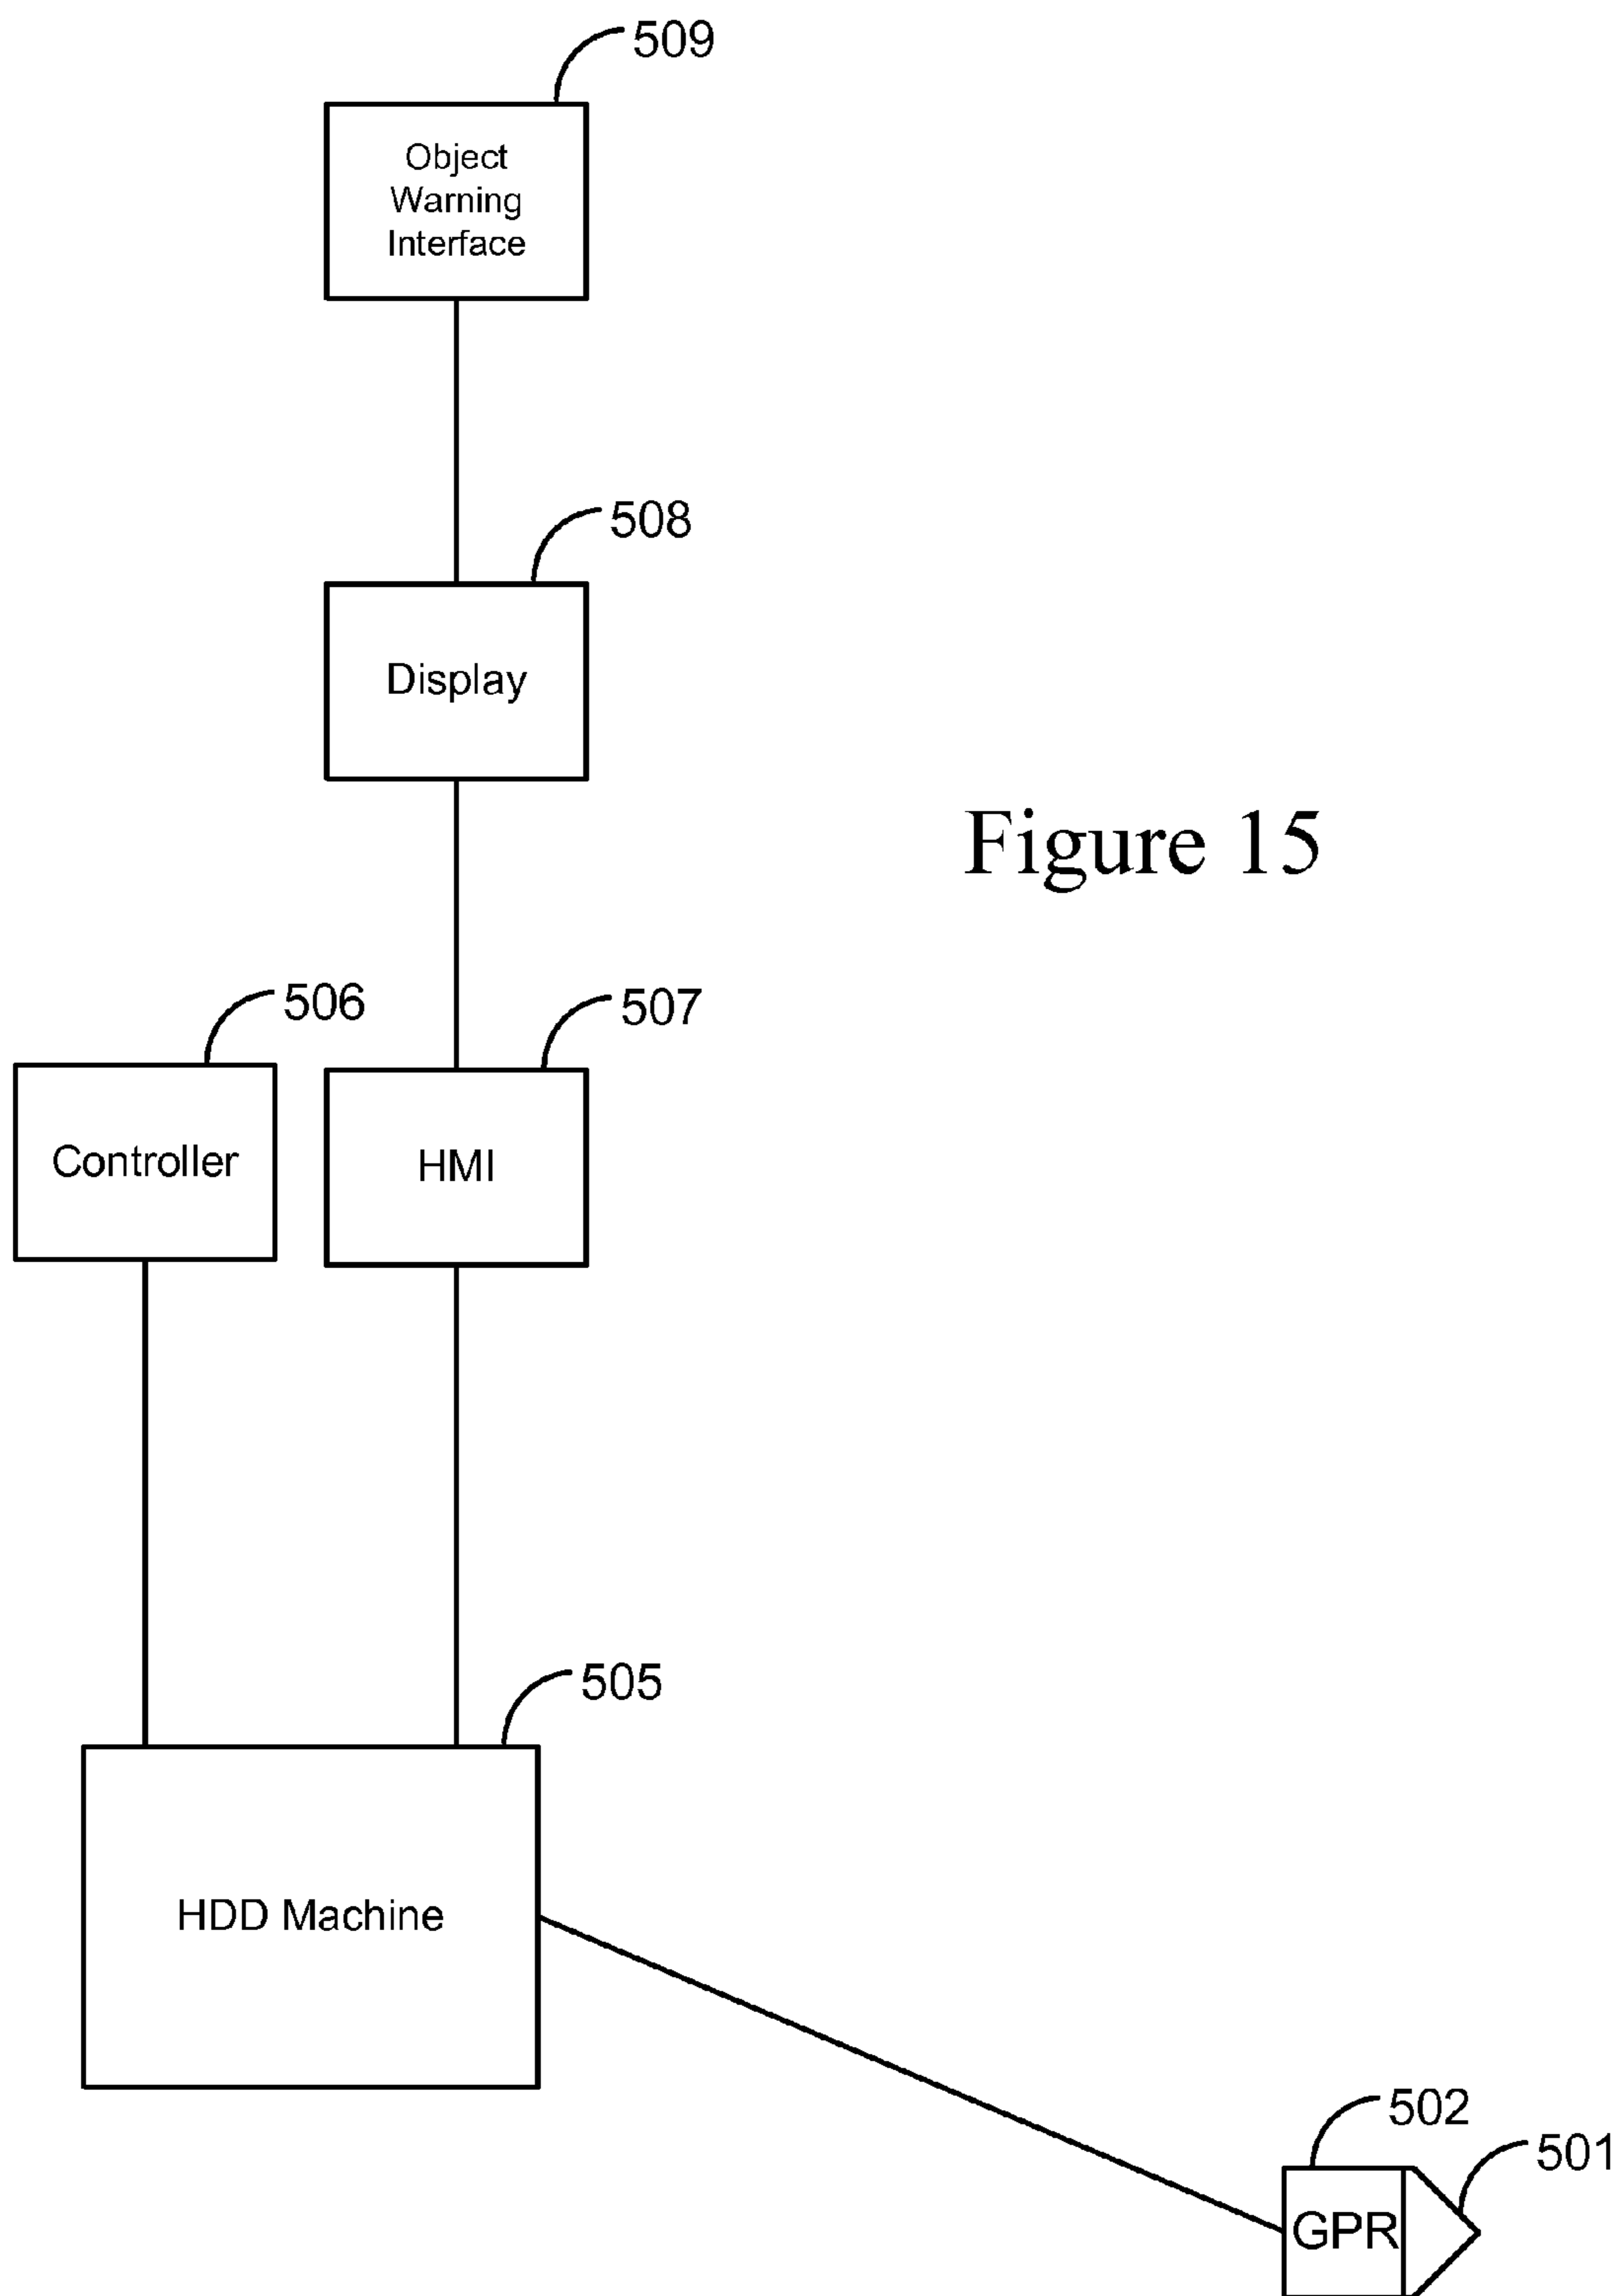 509
Object
Warning
Interface
508
Display
Figure 15
506
507
Controller
HMI
505
HDD Machine
502
501
GPR